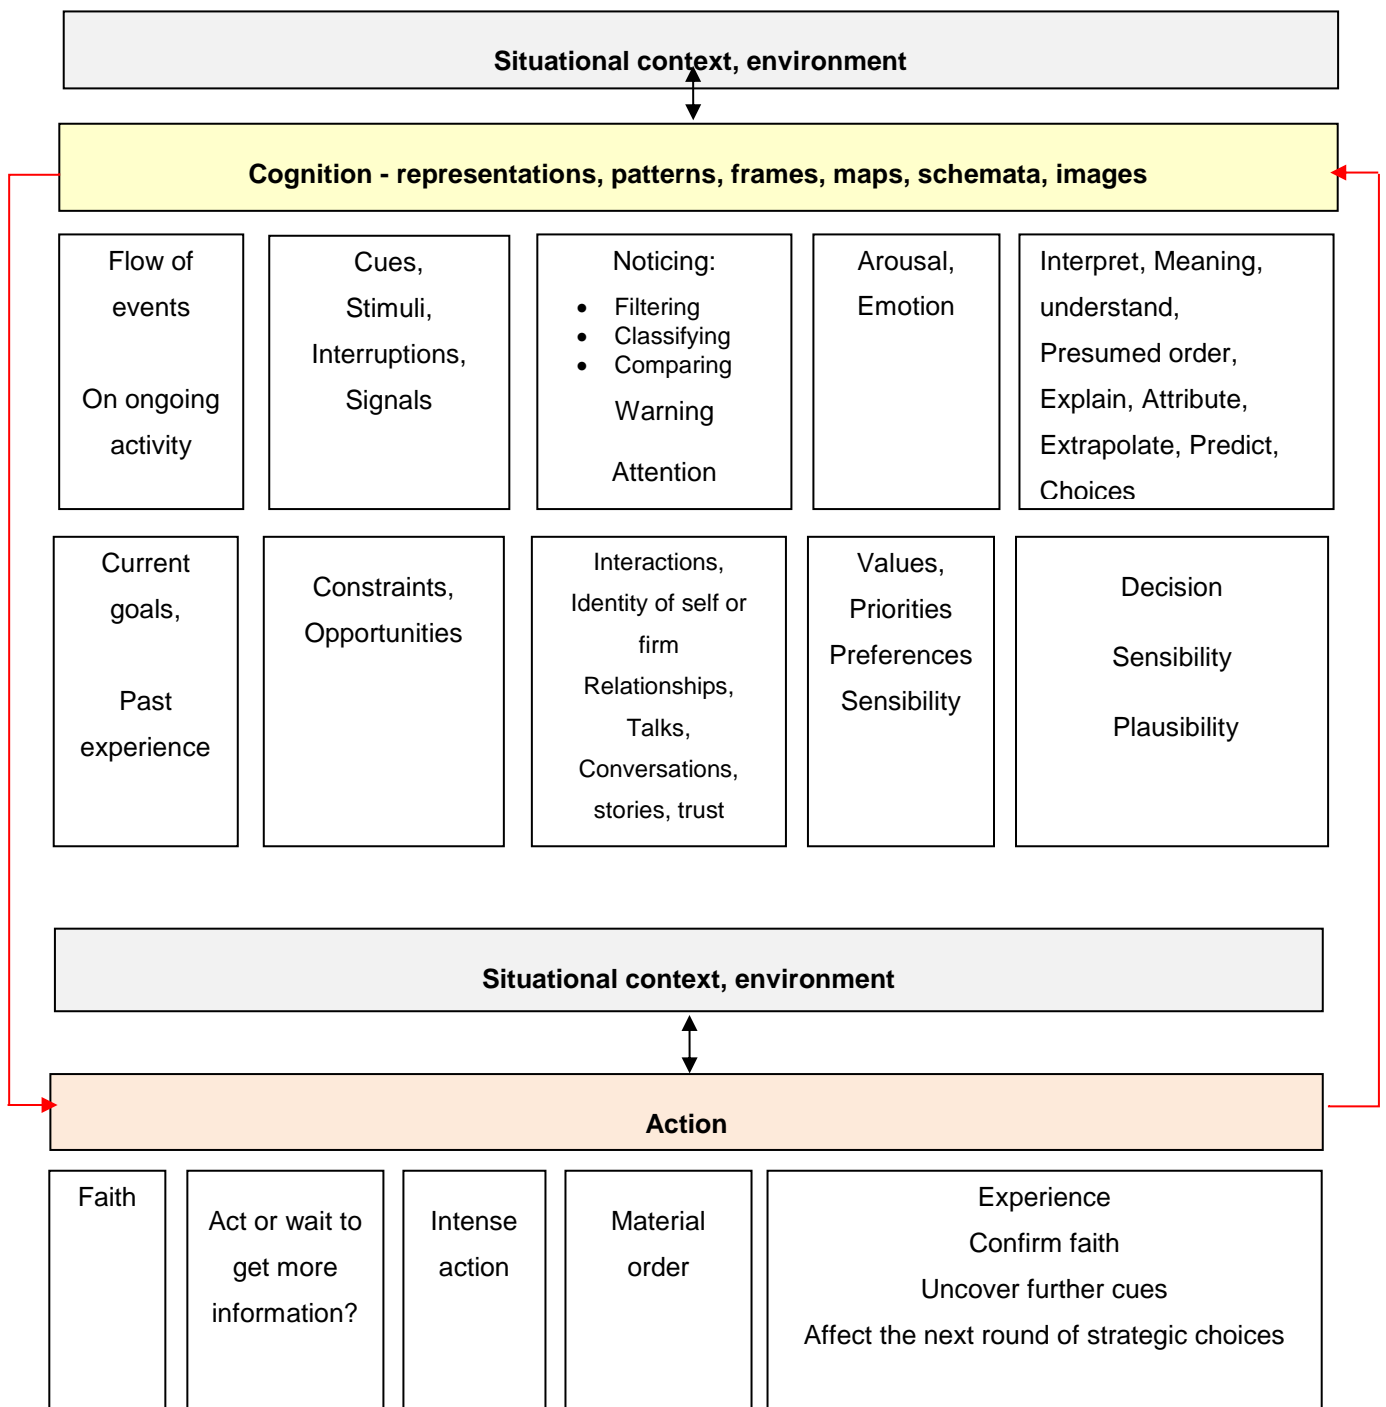 Situational context, environment
Cognition - representations, patterns, frames, maps, schemata, images
Flow of
events
On ongoing
activity
Cues,
Stimuli,
Interruptions,
Signals
Noticing:
• Filtering
• Classifying
• Comparing
Warning
Attention
Arousal,
Emotion
Interpret, Meaning,
understand,
Presumed order,
Explain, Attribute,
Extrapolate, Predict,
Choices
Current
goals,
Past
experience
Constraints,
Opportunities
Interactions,
Identity of self or
firm
Relationships,
Talks,
Conversations,
stories, trust
Values,
Priorities
Preferences
Sensibility
Decision
Sensibility
Plausibility
Situational context, environment
Action
Faith
Act or wait to
get more
information?
Intense
action
Material
order
Experience
Confirm faith
Uncover further cues
Affect the next round of strategic choices